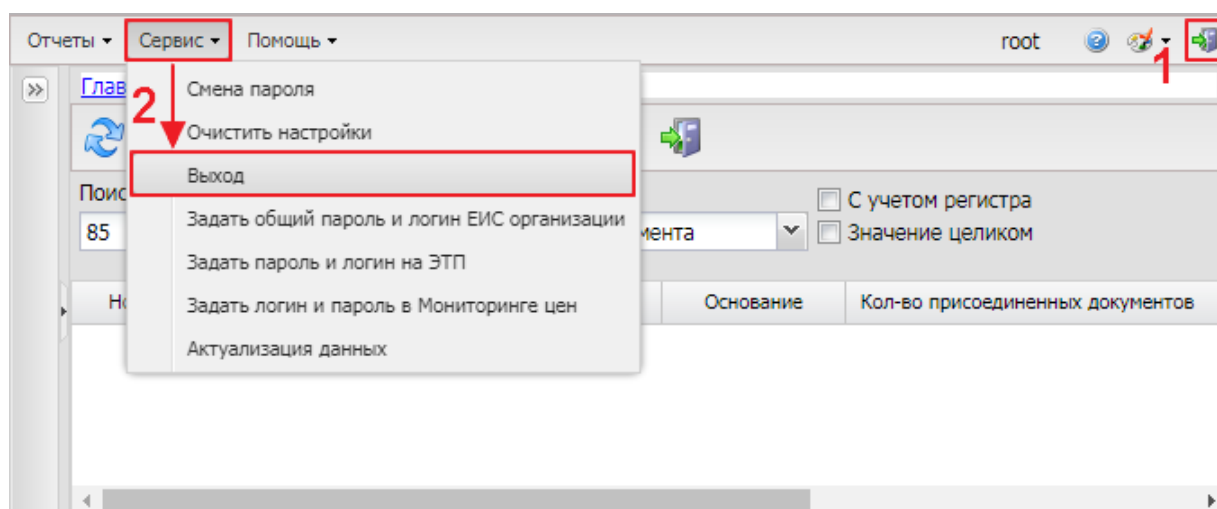 Отчеты Сервис Помощь root
1
Глав
2
Смена пароля
Очистить настройки
Выход
Задать общий пароль и логин ЕИС организации
Задать пароль и логин на ЭТП
Задать логин и пароль в Мониторинге цен
Актуализация данных
Поис
С учетом регистра
85 мента Значение целиком
Но Основание Кол-во присоединенных документов